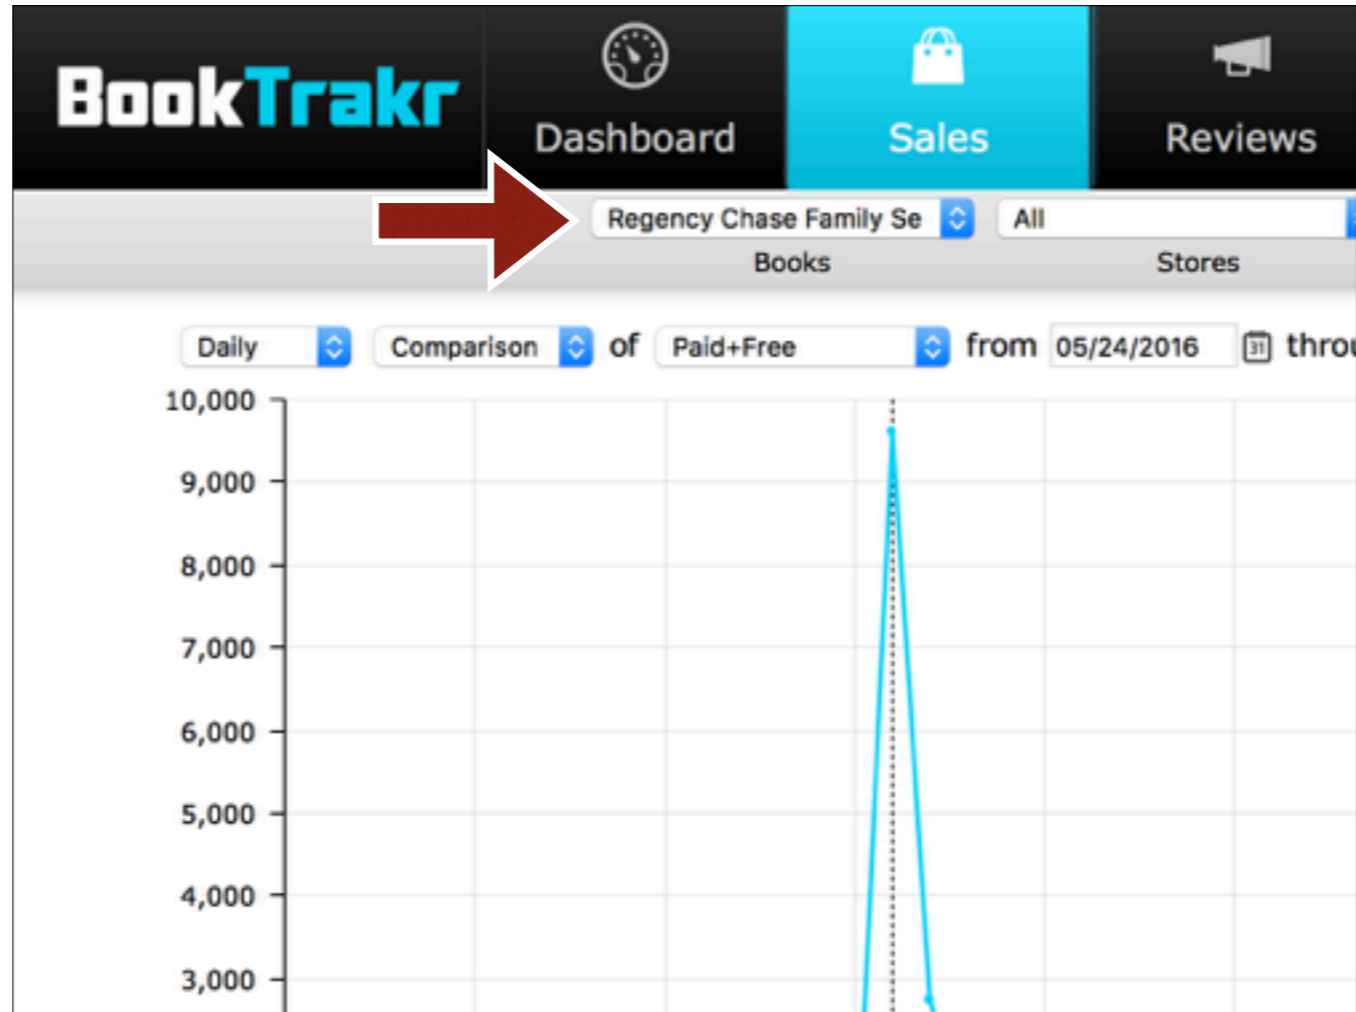 BookTrakr
Dashboard
Sales
Reviews
Regency Chase Family Se
All
Books
Stores
Daily
Comparison
of
Paid+Free
from
05/24/2016
31
throu
10,000
9,000
8,000
7,000
6,000
5,000
4,000
3,000